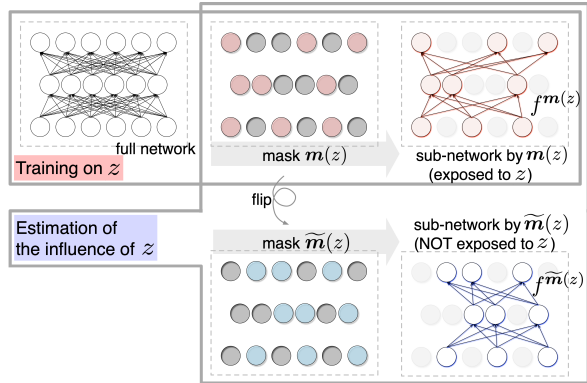 full network
Training on z
mask m(z)
f^m(z)
sub-network by m(z)
(exposed to z)
flip
Estimation of
the influence of z
mask m̃(z)
sub-network by m̃(z)
(NOT exposed to z)
f^m̃(z)